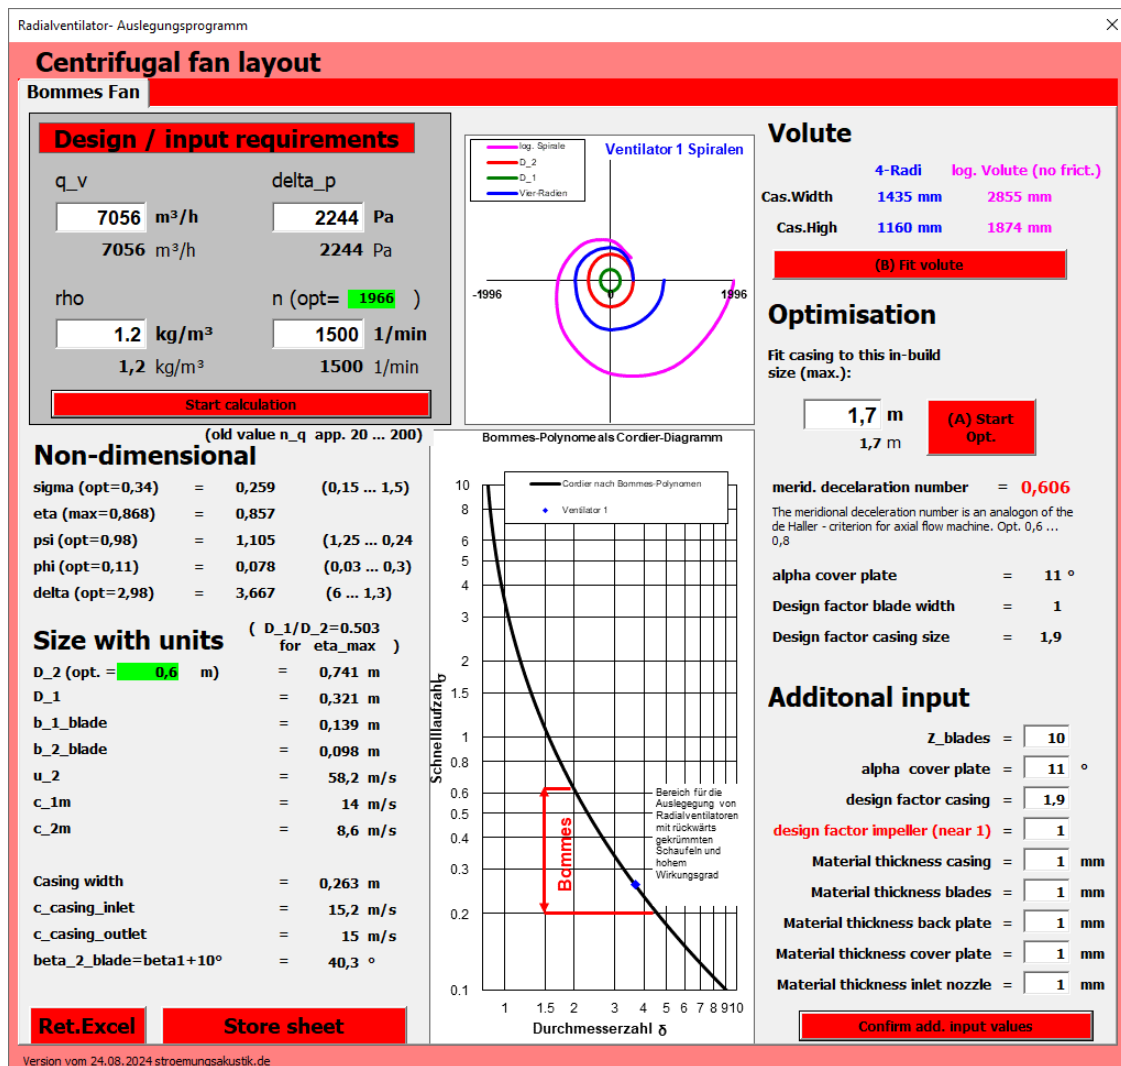 Radialventilator- Auslegungsprogramm
Centrifugal fan layout
Bommes Fan
Design / input requirements
q_v delta_p
7056 m³/h 2244 Pa
7056 m³/h 2244 Pa
rho n (opt= 1966 )
1.2 kg/m³ 1500 1/min
1,2 kg/m³ 1500 1/min
Start calculation
(old value n_q app. 20 ... 200)
Non-dimensional
sigma (opt=0,34) = 0,259 (0,15 ... 1,5)
eta (max=0,868) = 0,857
psi (opt=0,98) = 1,105 (1,25 ... 0,24
phi (opt=0,11) = 0,078 (0,03 ... 0,3)
delta (opt=2,98) = 3,667 (6 ... 1,3)
Size with units ( D_1/D_2=0.503
for eta_max )
D_2 (opt. = 0,6 m) = 0,741 m
D_1 = 0,321 m
b_1_blade = 0,139 m
b_2_blade = 0,098 m
u_2 = 58,2 m/s
c_1m = 14 m/s
c_2m = 8,6 m/s
Casing width = 0,263 m
c_casing_inlet = 15,2 m/s
c_casing_outlet = 15 m/s
beta_2_blade=beta1+10° = 40,3 °
Ret.Excel Store sheet
Version vom 24.08.2024 stroemungsakustik.de
log. Spirale
D_2
D_1
Vier-Radien
Ventilator 1 Spiralen
-1996 0 1996
Bommes-Polynome als Cordier-Diagramm
Cordier nach Bommes-Polynomen
Ventilator 1
10
8
6
5
4
3
2
1.5
1
0.8
0.6
0.5
0.4
0.3
0.2
0.1
Schnelllaufzahl σ
Bommes
Bereich für die
Auslegegung von
Radialventilatoren
mit rückwärts
gekrümmten
Schaufeln und
hohem
Wirkungsgrad
1 1.5 2 3 4 5 6 7 8 9 10
Durchmesserzahl δ
Volute
4-Radi log. Volute (no frict.)
Cas.Width 1435 mm 2855 mm
Cas.High 1160 mm 1874 mm
(B) Fit volute
Optimisation
Fit casing to this in-build
size (max.):
1,7 m
1,7 m
(A) Start
Opt.
merid. decelaration number = 0,606
The meridional deceleration number is an analogon of the
de Haller - criterion for axial flow machine. Opt. 0,6 ...
0,8
alpha cover plate = 11 °
Design factor blade width = 1
Design factor casing size = 1,9
Additonal input
Z_blades = 10
alpha cover plate = 11 °
design factor casing = 1,9
design factor impeller (near 1) = 1
Material thickness casing = 1 mm
Material thickness blades = 1 mm
Material thickness back plate = 1 mm
Material thickness cover plate = 1 mm
Material thickness inlet nozzle = 1 mm
Confirm add. input values